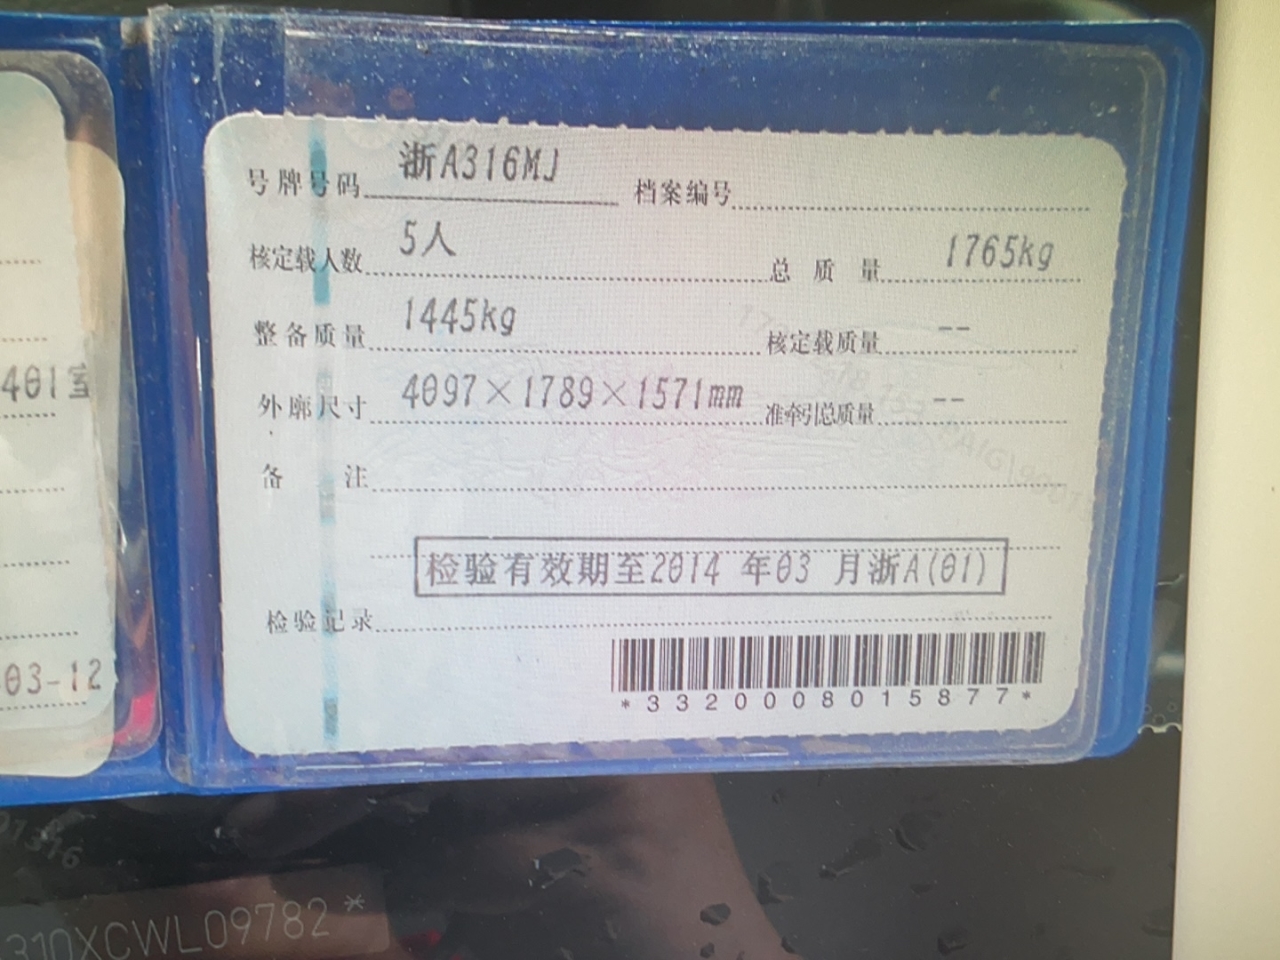 号牌号码 浙A316MJ 档案编号
核定载人数 5人 总质量 1765kg
整备质量 1445kg 核定载质量 --
外廓尺寸 4097×1789×1571mm 准牵引总质量 --
备注
检验有效期至2014 年03 月浙A(01)
检验记录
*3320008015877*
401室
03-12
310XCWL09782*